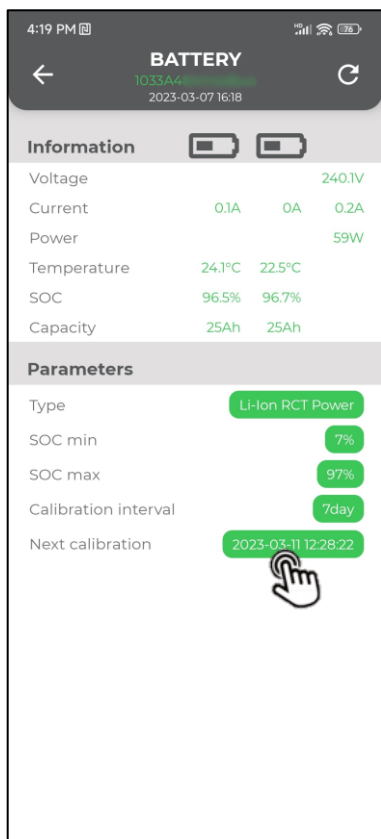 4:19 PM
HD 76
BATTERY
1033A4
2023-03-07 16:18
Information
Voltage 240.1V
Current 0.1A 0A 0.2A
Power 59W
Temperature 24.1°C 22.5°C
SOC 96.5% 96.7%
Capacity 25Ah 25Ah
Parameters
Type Li-Ion RCT Power
SOC min 7%
SOC max 97%
Calibration interval 7day
Next calibration 2023-03-11 12:28:22